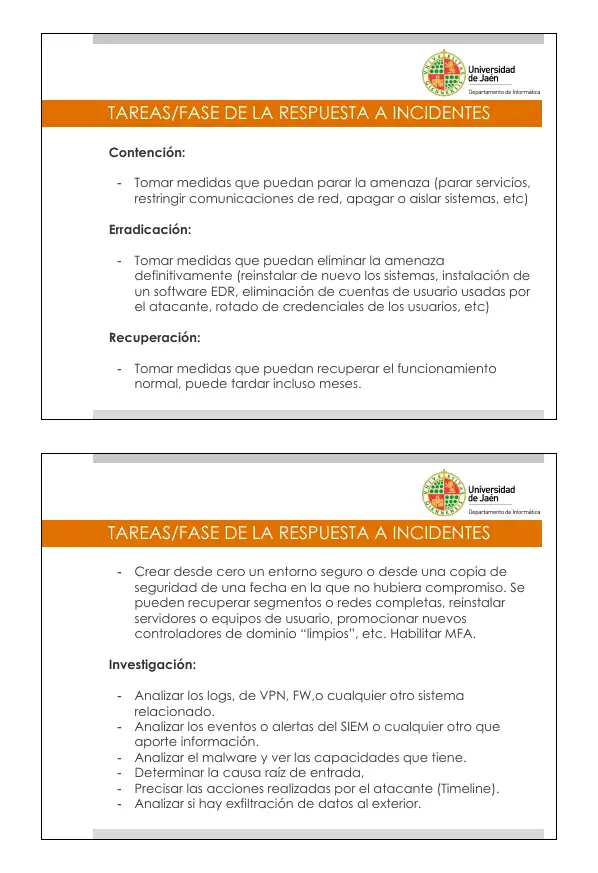 Universidad
de Jaén
Departamento de Informática
TAREAS/FASE DE LA RESPUESTA A INCIDENTES
Contención:
- Tomar medidas que puedan parar la amenaza (parar servicios,
restringir comunicaciones de red, apagar o aislar sistemas, etc)
Erradicación:
- Tomar medidas que puedan eliminar la amenaza
definitivamente (reinstalar de nuevo los sistemas, instalación de
un software EDR, eliminación de cuentas de usuario usadas por
el atacante, rotado de credenciales de los usuarios, etc)
Recuperación:
- Tomar medidas que puedan recuperar el funcionamiento
normal, puede tardar incluso meses.
Universidad
de Jaén
Departamento de Informática
TAREAS/FASE DE LA RESPUESTA A INCIDENTES
- Crear desde cero un entorno seguro o desde una copia de
seguridad de una fecha en la que no hubiera compromiso. Se
pueden recuperar segmentos o redes completas, reinstalar
servidores o equipos de usuario, promocionar nuevos
controladores de dominio “limpios”, etc. Habilitar MFA.
Investigación:
- Analizar los logs, de VPN, FW,o cualquier otro sistema
relacionado.
- Analizar los eventos o alertas del SIEM o cualquier otro que
aporte información.
- Analizar el malware y ver las capacidades que tiene.
- Determinar la causa raíz de entrada,
- Precisar las acciones realizadas por el atacante (Timeline).
- Analizar si hay exfiltración de datos al exterior.